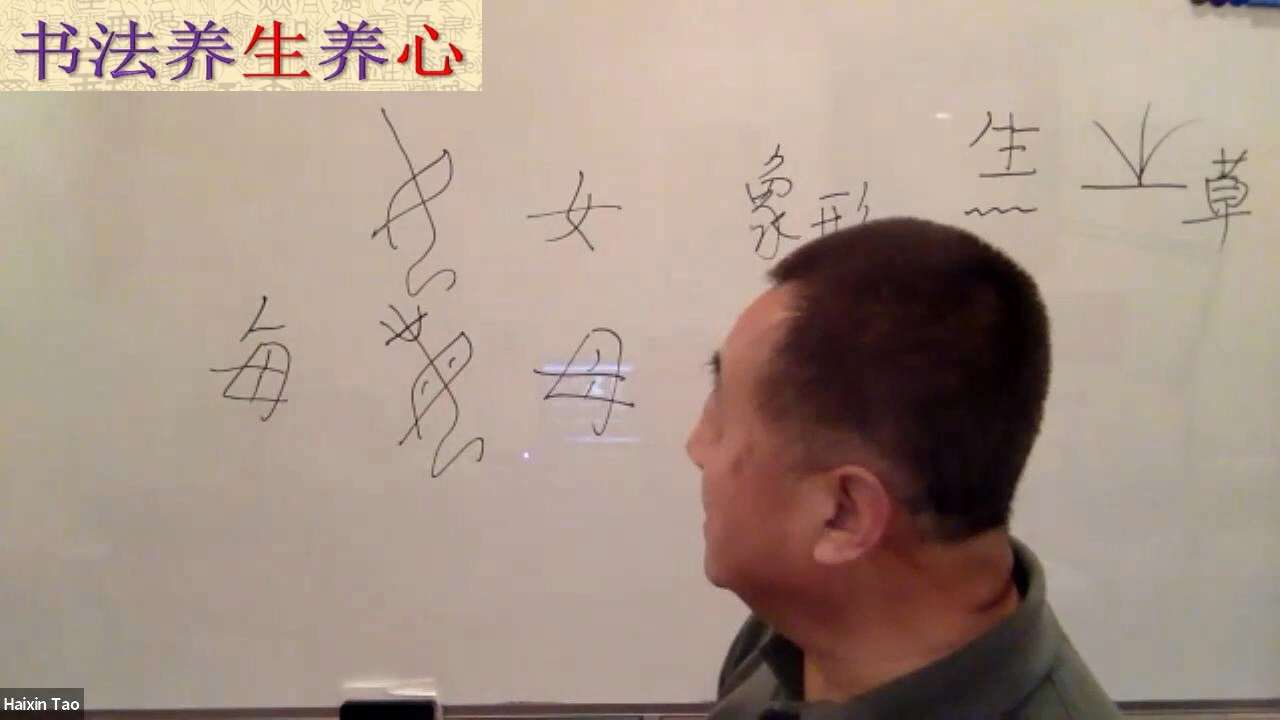 书法养生养心
女 象形 生 草
每 母
Haixin Tao